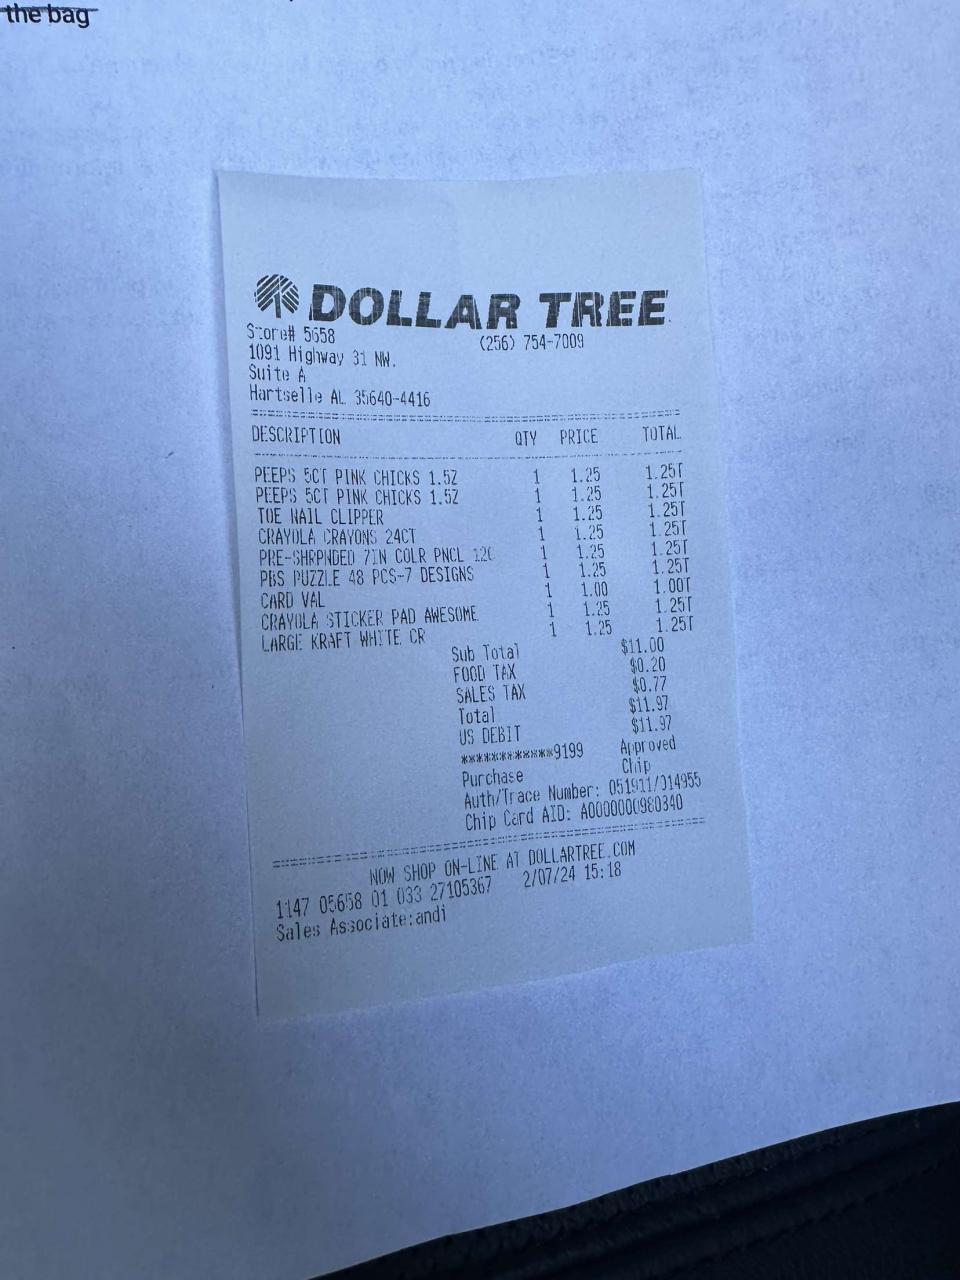 the bag
DOLLAR TREE
Store# 5658 (256) 754-7009
1091 Highway 31 NW.
Suite A
Hartselle AL 35640-4416
DESCRIPTION QTY PRICE TOTAL
PEEPS 5CT PINK CHICKS 1.5Z 1 1.25 1.25T
PEEPS 5CT PINK CHICKS 1.5Z 1 1.25 1.25T
TOE NAIL CLIPPER 1 1.25 1.25T
CRAYOLA CRAYONS 24CT 1 1.25 1.25T
PRE-SHRPNDED 7IN COLR PNCL 12C 1 1.25 1.25T
PBS PUZZLE 48 PCS-7 DESIGNS 1 1.25 1.25T
CARD VAL 1 1.00 1.00T
CRAYOLA STICKER PAD AWESOME 1 1.25 1.25T
LARGE KRAFT WHITE CR 1 1.25 1.25T
Sub Total $11.00
FOOD TAX $0.20
SALES TAX $0.77
Total $11.97
US DEBIT $11.97
************9199 Approved
Purchase Chip
Auth/Trace Number: 051911/014955
Chip Card AID: A0000000980840
NOW SHOP ON-LINE AT DOLLARTREE.COM
1147 05658 01 033 27105367 2/07/24 15:18
Sales Associate:andi